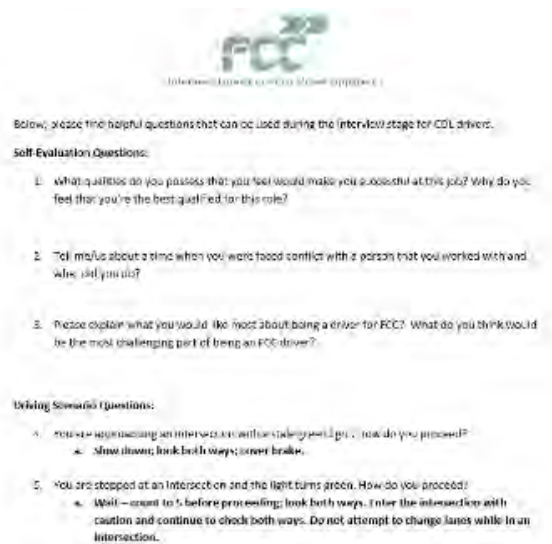 FCC
Below, please find helpful questions that can be used during the interview stage for CDL drivers.
Self-Evaluation Questions:
1. What qualities do you possess that you feel would make you successful at this job? Why do you
feel that you're the best qualified for this role?
2. Tell me/us about a time when you were faced conflict with a person that you worked with and
what did you do?
3. Please explain what you would like most about being a driver for FCC? What do you think would
be the most challenging part of being an FCC driver?
Driving Scenario Questions:
4. You are approaching an intersection with a stale green light. How do you proceed?
a. Slow down; look both ways; cover brake.
5. You are stopped at an intersection and the light turns green. How do you proceed?
a. Wait – count to 5 before proceeding; look both ways. Enter the intersection with
caution and continue to check both ways. Do not attempt to change lanes while in an
intersection.